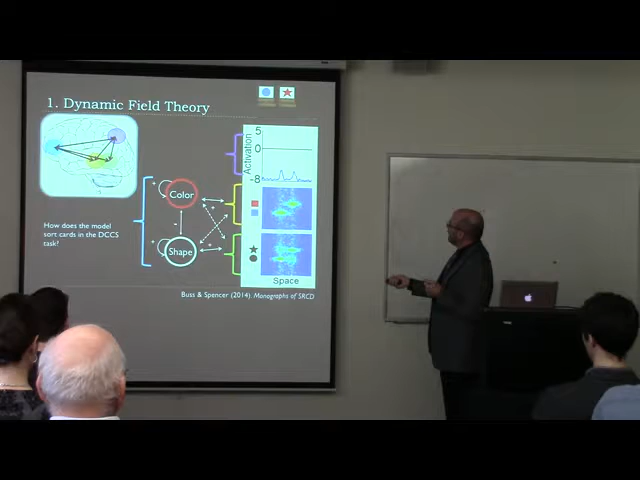 1. Dynamic Field Theory
5
0
-8
Activation
Color
Shape
How does the model
sort cards in the DCCS
task?
Space
Buss & Spencer (2014) Monographs of SRCD